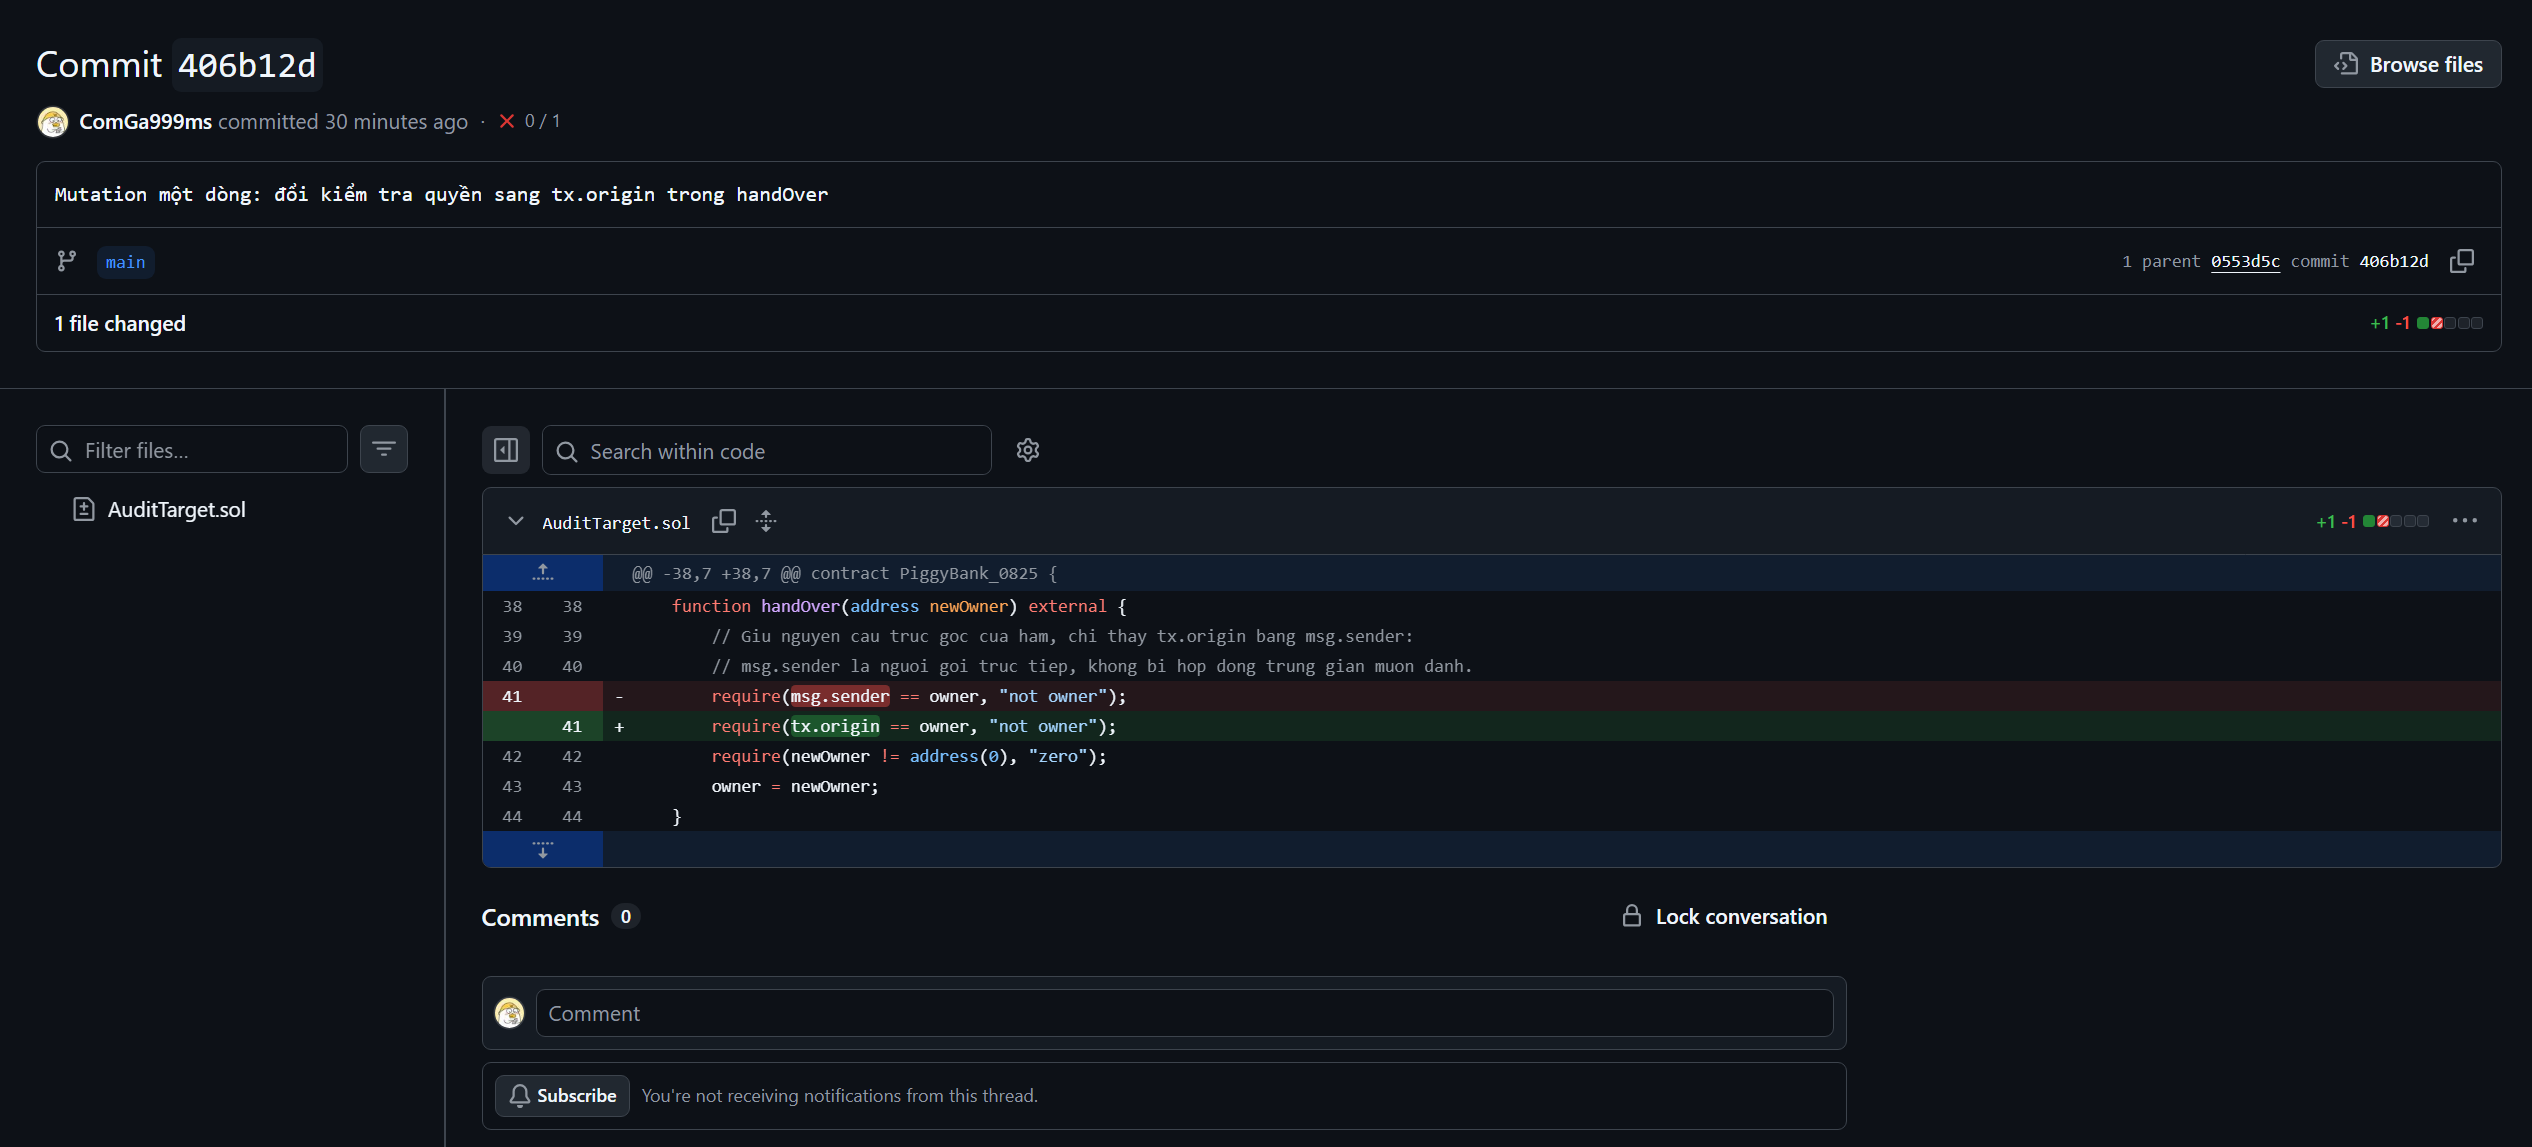 Commit 406b12d
Browse files
ComGa999ms committed 30 minutes ago · 0 / 1
Mutation một dòng: đổi kiểm tra quyền sang tx.origin trong handOver
main
1 parent 0553d5c commit 406b12d
1 file changed
+1 -1
Filter files...
AuditTarget.sol
Search within code
AuditTarget.sol
+1 -1
@@ -38,7 +38,7 @@ contract PiggyBank_0825 {
38 38 function handOver(address newOwner) external {
39 39 // Giu nguyen cau truc goc cua ham, chi thay tx.origin bang msg.sender:
40 40 // msg.sender la nguoi goi truc tiep, khong bi hop dong trung gian muon danh.
41 - require(msg.sender == owner, "not owner");
41 + require(tx.origin == owner, "not owner");
42 42 require(newOwner != address(0), "zero");
43 43 owner = newOwner;
44 44 }
Comments 0
Lock conversation
Comment
Subscribe You're not receiving notifications from this thread.